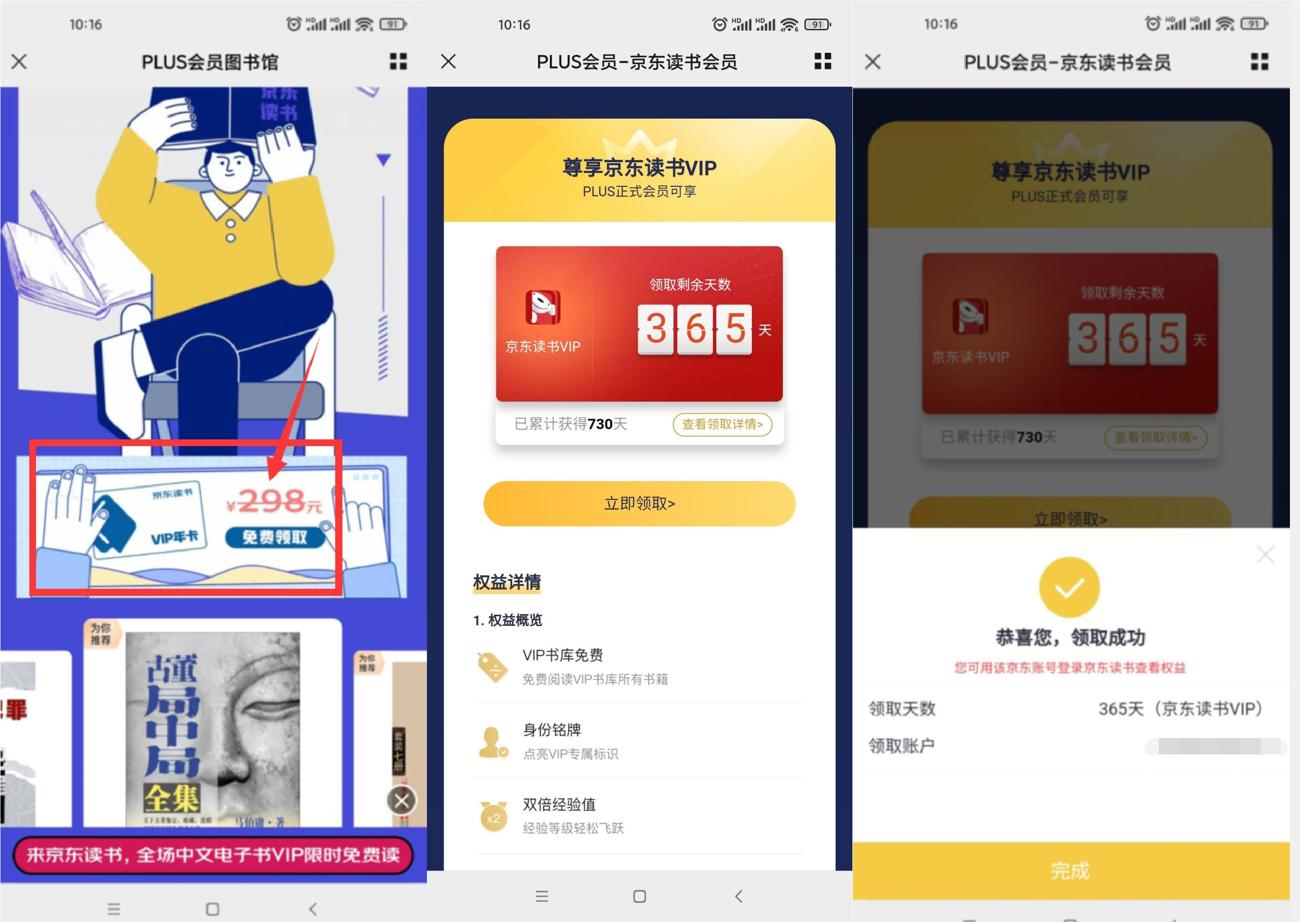 10:16
HD HD 91
PLUS会员图书馆
京东
读书
京东读书
VIP年卡
¥298元
免费领取
为你
推荐
古董
局中局
全集
马伯庸·著
为你
推荐
套装七册
罪
来京东读书，全场中文电子书VIP限时免费读
10:16
HD HD 91
PLUS会员-京东读书会员
尊享京东读书VIP
PLUS正式会员可享
京东读书VIP
领取剩余天数
365天
已累计获得730天
查看领取详情>
立即领取>
权益详情
1. 权益概览
VIP书库免费
免费阅读VIP书库所有书籍
身份铭牌
点亮VIP专属标识
x2
双倍经验值
经验等级轻松飞跃
10:16
HD HD 91
PLUS会员-京东读书会员
尊享京东读书VIP
PLUS正式会员可享
京东读书VIP
领取剩余天数
365天
已累计获得730天
查看领取详情>
立即领取>
恭喜您，领取成功
您可用该京东账号登录京东读书查看权益
领取天数 365天（京东读书VIP）
领取账户
完成